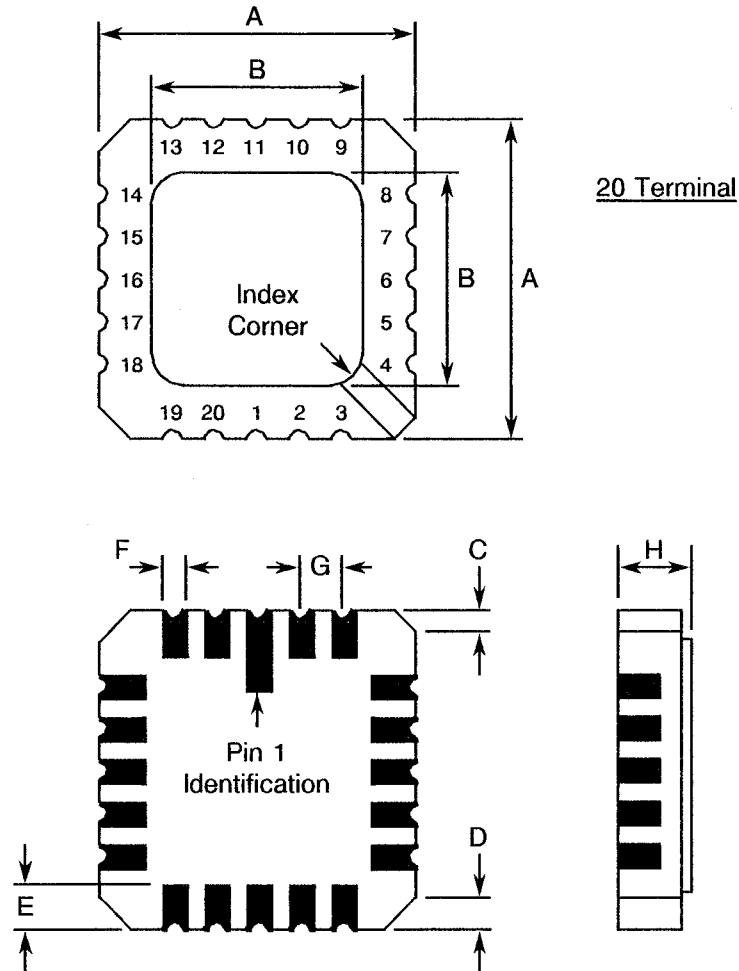 A
B
13 12 11 10 9
14 8
20 Terminal
15 7
16 6
B A
Index
Corner
17 5
18 4
19 20 1 2 3
F G C H
Pin 1
Identification
D
E